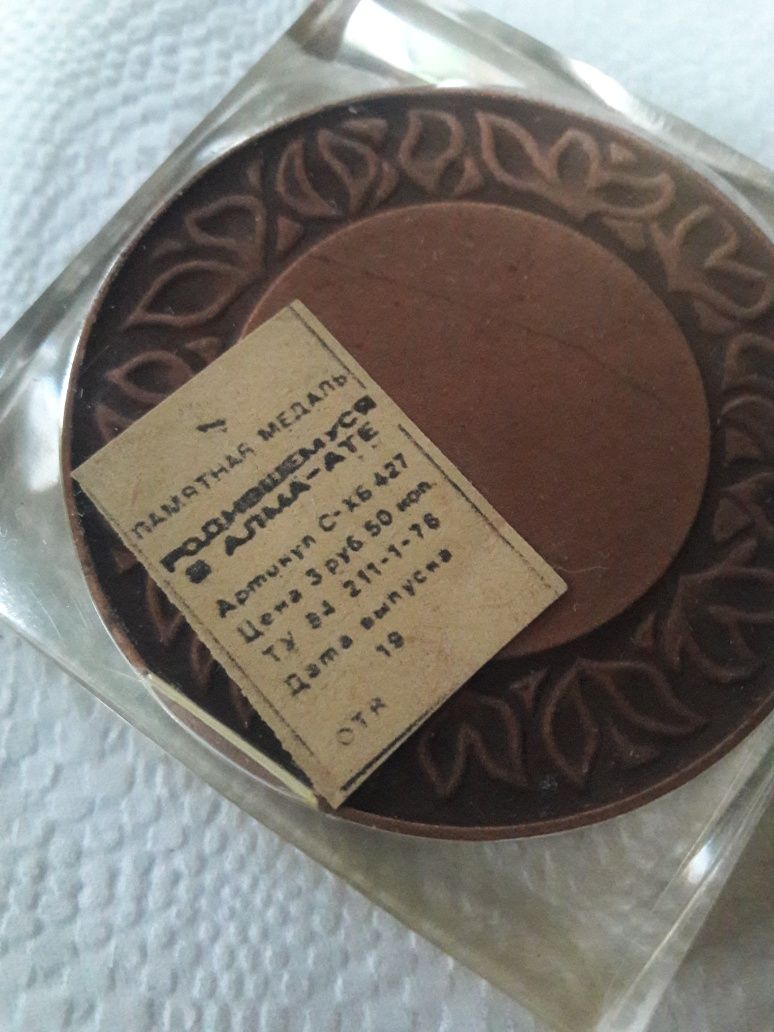 ПАМЯТНАЯ МЕДАЛЬ
РОДИВШЕМУСЯ
В АЛМА-АТЕ
Артикул С-ХБ-427
Цена 3 руб. 50 коп.
ТУ 84 211-1-76
Дата выпуска
19
ОТК